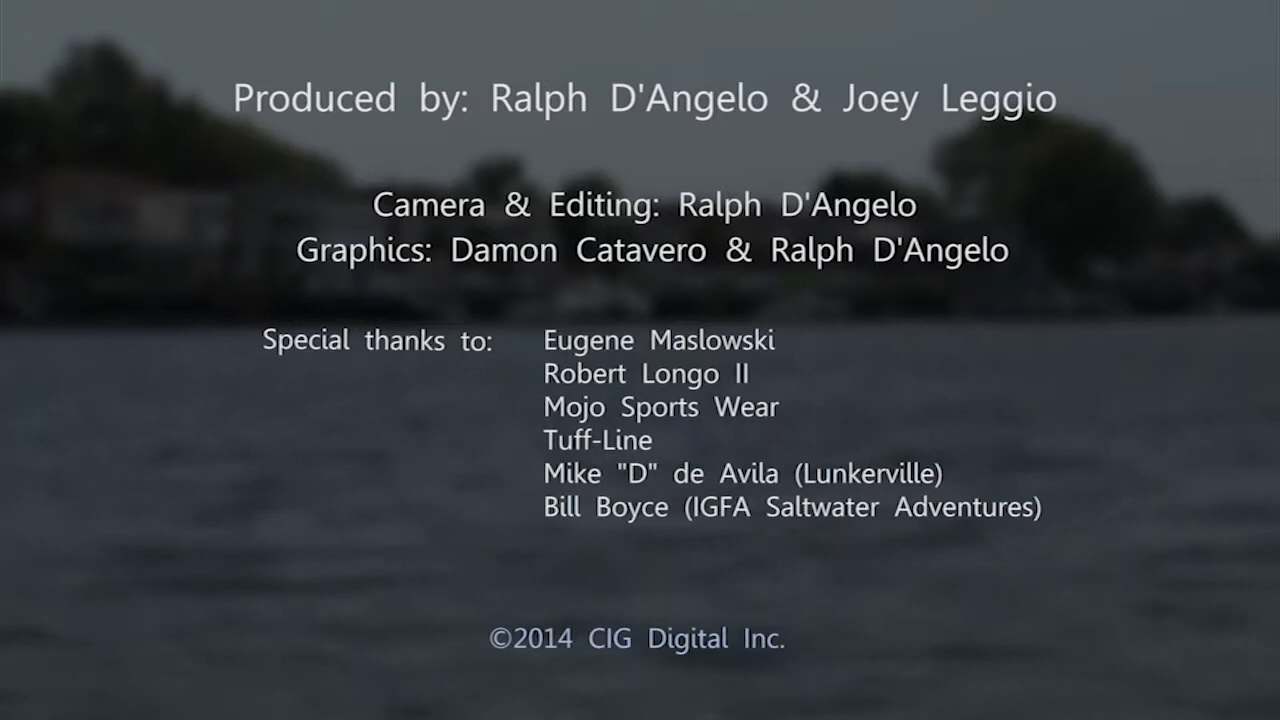 Produced by: Ralph D'Angelo & Joey Leggio
Camera & Editing: Ralph D'Angelo
Graphics: Damon Catavero & Ralph D'Angelo
Special thanks to: Eugene Maslowski
Robert Longo II
Mojo Sports Wear
Tuff-Line
Mike "D" de Avila (Lunkerville)
Bill Boyce (IGFA Saltwater Adventures)
©2014 CIG Digital Inc.